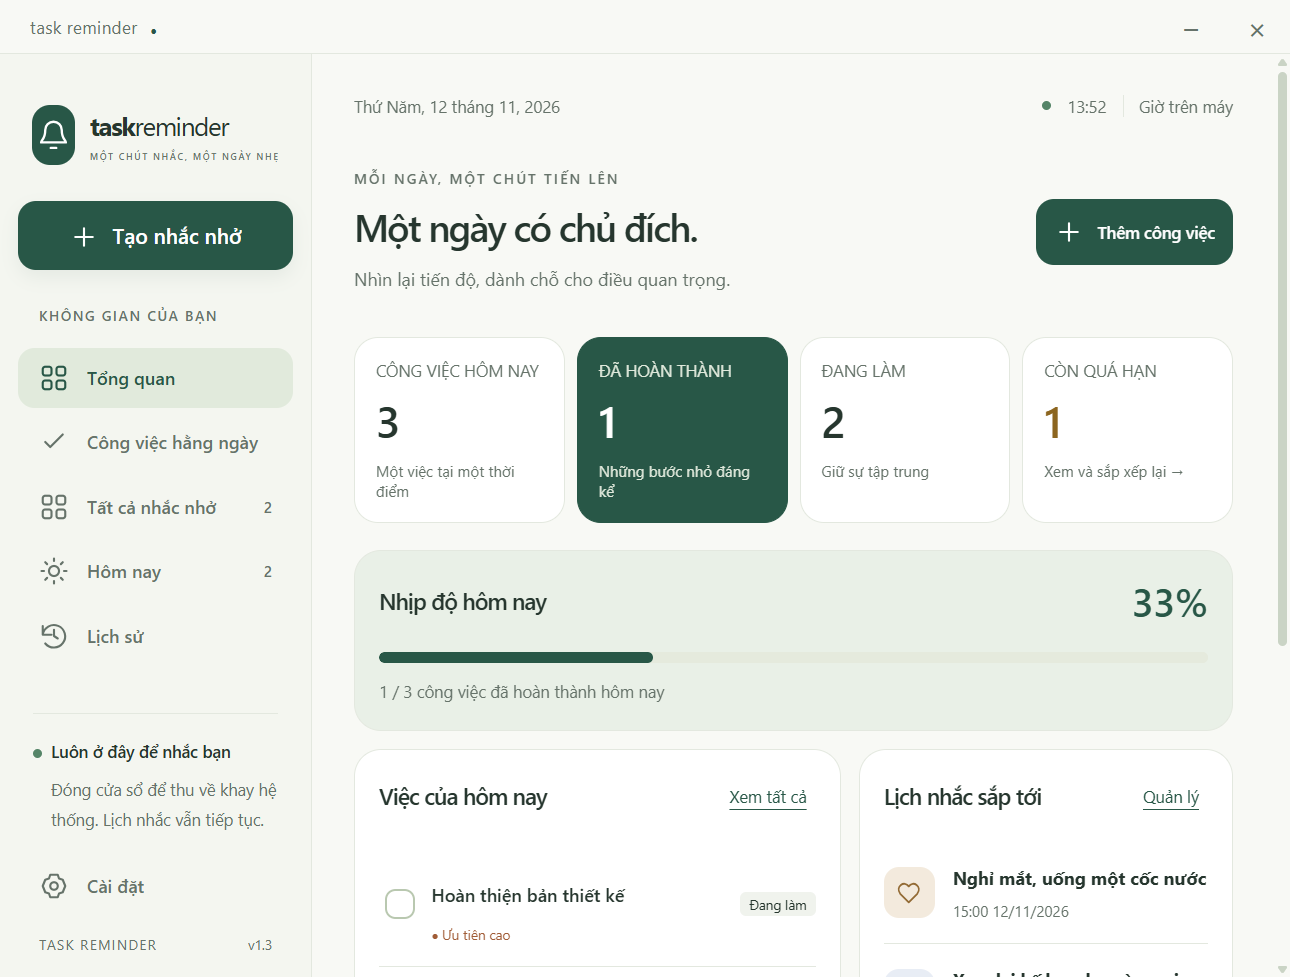 task reminder
taskreminder
MỘT CHÚT NHẮC, MỘT NGÀY NHẸ
Tạo nhắc nhở
KHÔNG GIAN CỦA BẠN
Tổng quan
Công việc hằng ngày
Tất cả nhắc nhở 2
Hôm nay 2
Lịch sử
Luôn ở đây để nhắc bạn
Đóng cửa sổ để thu về khay hệ
thống. Lịch nhắc vẫn tiếp tục.
Cài đặt
TASK REMINDER v1.3
Thứ Năm, 12 tháng 11, 2026
13:52 Giờ trên máy
MỖI NGÀY, MỘT CHÚT TIẾN LÊN
Một ngày có chủ đích.
Nhìn lại tiến độ, dành chỗ cho điều quan trọng.
Thêm công việc
CÔNG VIỆC HÔM NAY
3
Một việc tại một thời
điểm
ĐÃ HOÀN THÀNH
1
Những bước nhỏ đáng
kể
ĐANG LÀM
2
Giữ sự tập trung
CÒN QUÁ HẠN
1
Xem và sắp xếp lại →
Nhịp độ hôm nay
33%
1 / 3 công việc đã hoàn thành hôm nay
Việc của hôm nay
Xem tất cả
Hoàn thiện bản thiết kế
Đang làm
• Ưu tiên cao
Lịch nhắc sắp tới
Quản lý
Nghỉ mắt, uống một cốc nước
15:00 12/11/2026